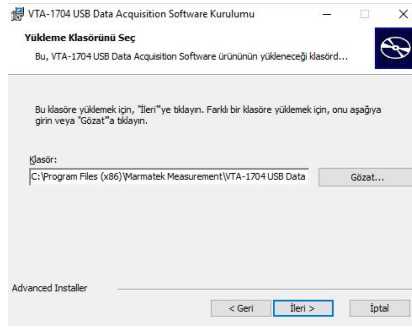 VTA-1704 USB Data Acquisition Software Kurulumu
Yükleme Klasörünü Seç
Bu, VTA-1704 USB Data Acquisition Software ürününün yükleneceği klasörd...
Bu klasöre yüklemek için, "İleri"'ye tıklayın. Farklı bir klasöre yüklemek için, onu aşağıya
girin veya "Gözat"'a tıklayın.
Klasör:
C:\Program Files (x86)\Marmatek Measurement\VTA-1704 USB Data
Gözat...
Advanced Installer
< Geri
İleri >
İptal